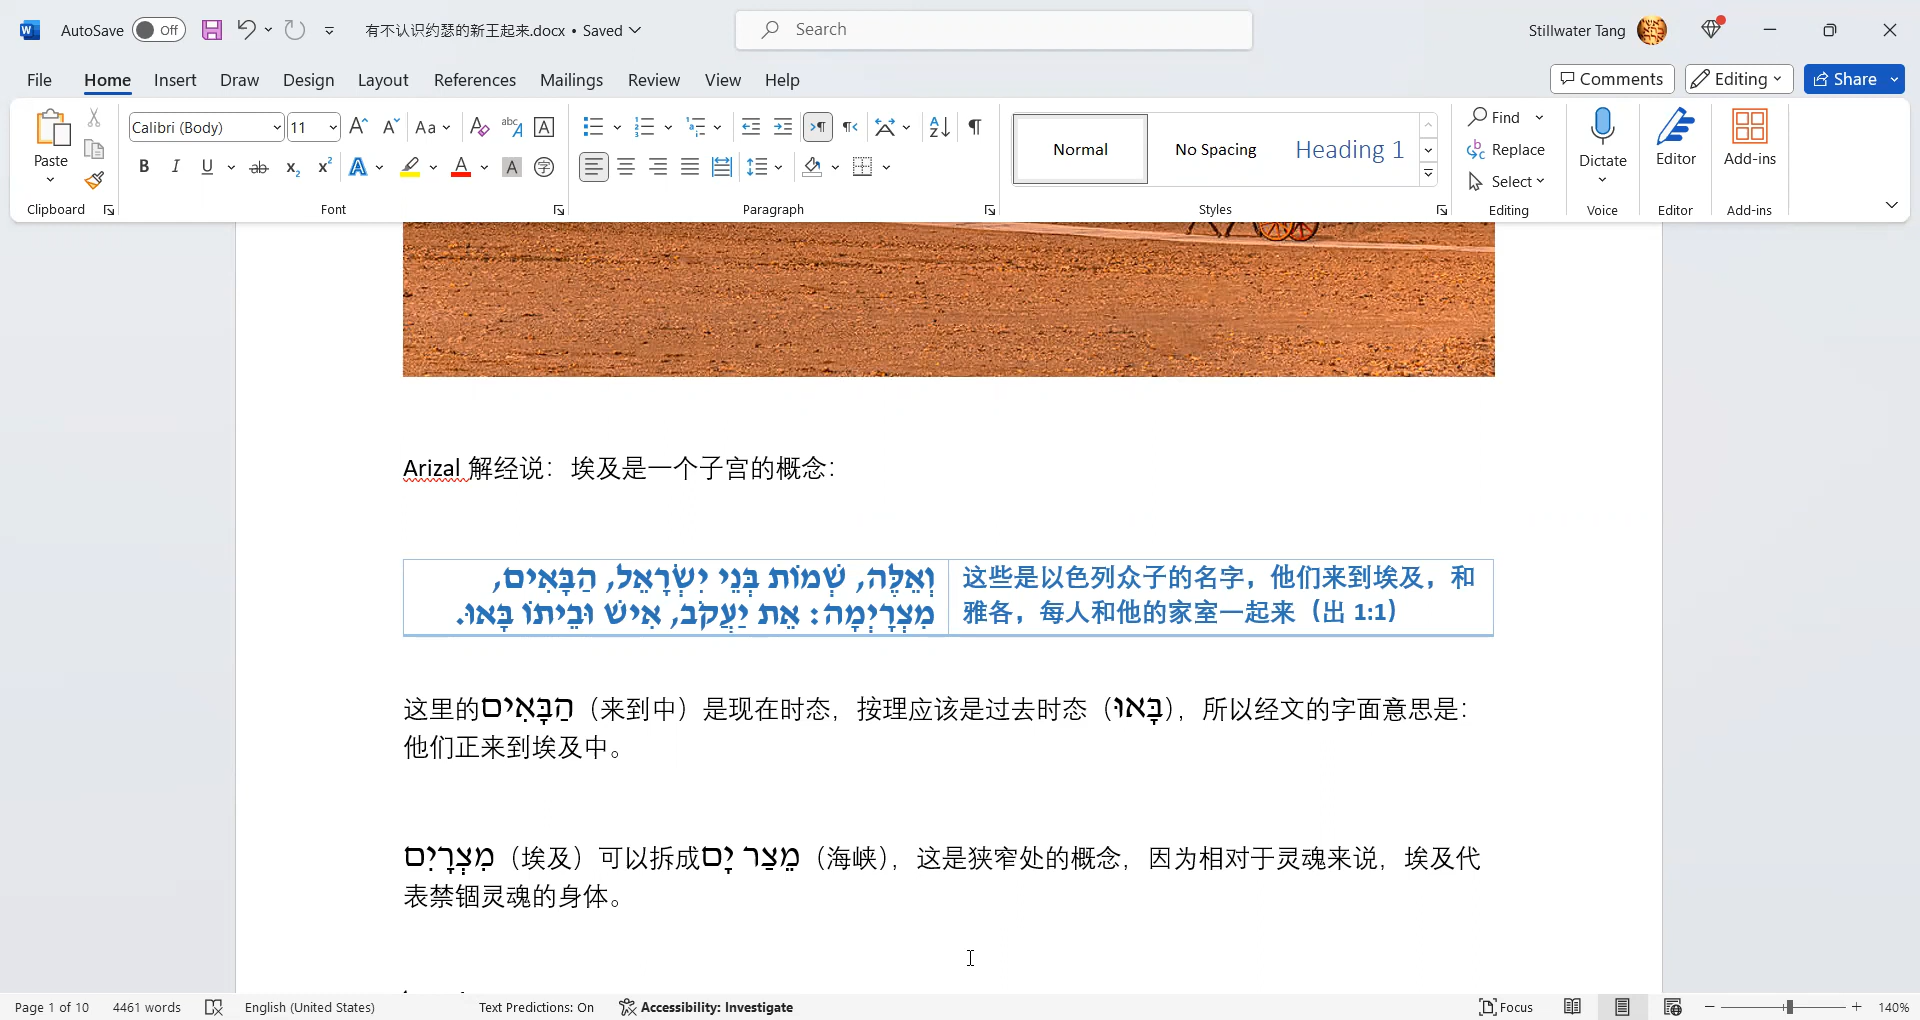 AutoSave Off 有不认识约瑟的新王起来.docx • Saved Search Stillwater Tang
File Home Insert Draw Design Layout References Mailings Review View Help Comments Editing Share
Paste Calibri (Body) 11 Aa Normal No Spacing Heading 1 Find Replace Select Dictate Editor Add-ins
Clipboard Font Paragraph Styles Editing Voice Editor Add-ins
Arizal 解经说：埃及是一个子宫的概念：
וְאֵלֶּה, שְׁמוֹת בְּנֵי יִשְׂרָאֵל, הַבָּאִים,
מִצְרָיְמָה: אֵת יַעֲקֹב, אִישׁ וּבֵיתוֹ בָּאוּ.
这些是以色列众子的名字，他们来到埃及，和
雅各，每人和他的家室一起来（出 1:1）
这里的הַבָּאִים（来到中）是现在时态，按理应该是过去时态（בָּאוּ），所以经文的字面意思是：
他们正来到埃及中。
מִצְרָיִם（埃及）可以拆成מֵצַר יָם（海峡），这是狭窄处的概念，因为相对于灵魂来说，埃及代
表禁锢灵魂的身体。
Page 1 of 10 4461 words English (United States) Text Predictions: On Accessibility: Investigate Focus 140%